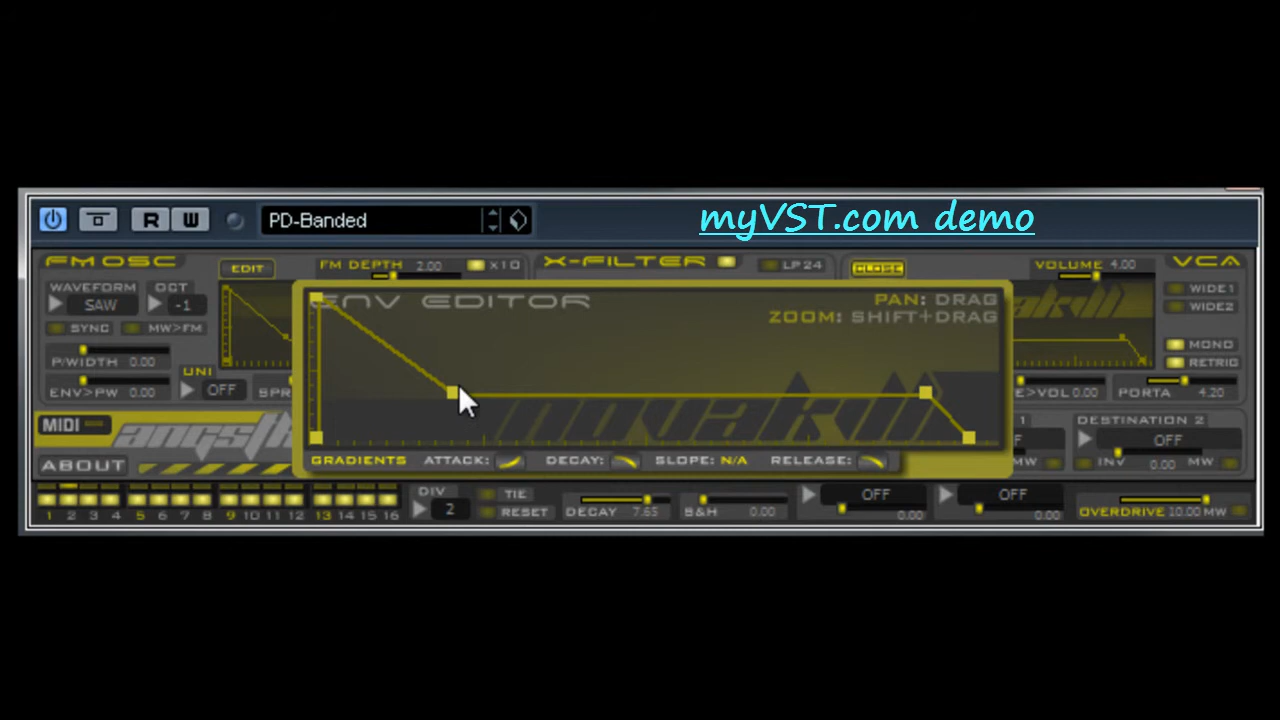 PD-Banded
R W
myVST.com demo
FM OSC
EDIT
FM DEPTH 2.00
X10
X-FILTER
LP24
CLOSE
VOLUME 4.00
VCA
WAVEFORM
OCT
SAW
-1
SYNC
MW>FM
P/WIDTH 0.00
UNI
ENV>PW 0.00
OFF
SPR
ENV EDITOR
PAN: DRAG
ZOOM: SHIFT+DRAG
GRADIENTS ATTACK: DECAY: SLOPE: N/A RELEASE:
WIDE1
WIDE2
MONO
RETRIG
E>VOL 0.00
PORTA 4.20
MIDI
ABOUT
DESTINATION 2
OFF
MW
INV 0.00 MW
1 2 3 4 5 6 7 8 9 10 11 12 13 14 15 16
DIV
2
TIE
RESET
DECAY 7.65
S&H 0.00
OFF
0.00
OFF
0.00
OVERDRIVE 10.00 MW